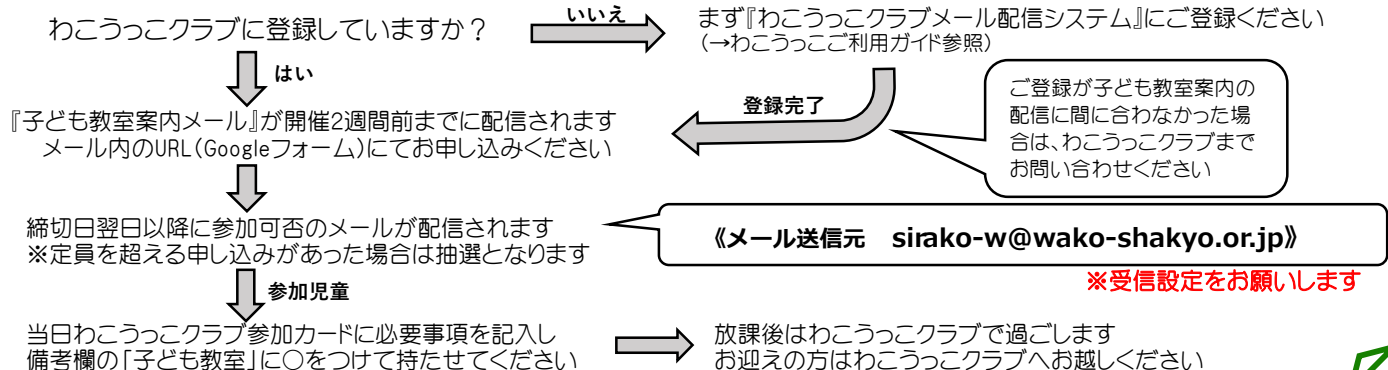 わこうっこクラブに登録していますか？
いいえ
まず『わこうっこクラブメール配信システム』にご登録ください
（→わこうっこご利用ガイド参照）
はい
登録完了
ご登録が子ども教室案内の
配信に間に合わなかった場
合は、わこうっこクラブまで
お問い合わせください
『子ども教室案内メール』が開催2週間前までに配信されます
メール内のURL（Googleフォーム）にてお申し込みください
締切日翌日以降に参加可否のメールが配信されます
※定員を超える申し込みがあった場合は抽選となります
《メール送信元　sirako-w@wako-shakyo.or.jp》
※受信設定をお願いします
参加児童
当日わこうっこクラブ参加カードに必要事項を記入し
備考欄の「子ども教室」に○をつけて持たせてください
放課後はわこうっこクラブで過ごします
お迎えの方はわこうっこクラブへお越しください